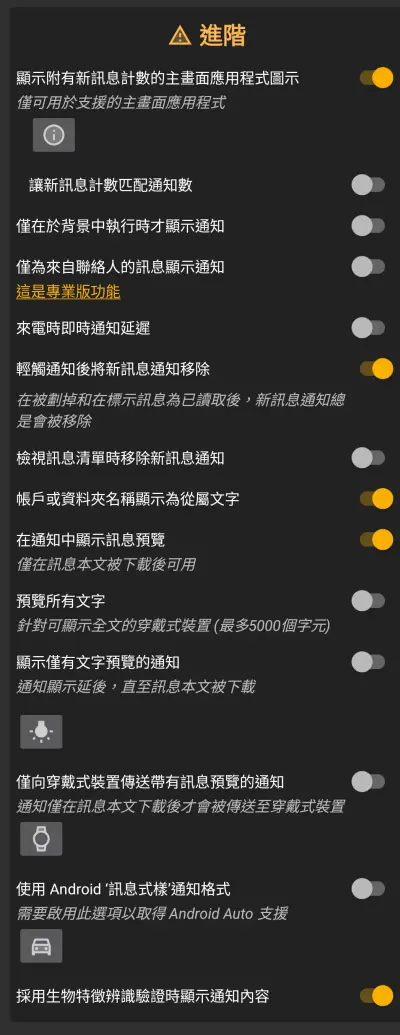 進階
顯示附有新訊息計數的主畫面應用程式圖示
僅可用於支援的主畫面應用程式
讓新訊息計數匹配通知數
僅在於背景中執行時才顯示通知
僅為來自聯絡人的訊息顯示通知
這是專業版功能
來電時即時通知延遲
輕觸通知後將新訊息通知移除
在被劃掉和在標示訊息為已讀取後，新訊息通知總
是會被移除
檢視訊息清單時移除新訊息通知
帳戶或資料夾名稱顯示為從屬文字
在通知中顯示訊息預覽
僅在訊息本文被下載後可用
預覽所有文字
針對可顯示全文的穿戴式裝置 (最多5000個字元)
顯示僅有文字預覽的通知
通知顯示延後，直至訊息本文被下載
僅向穿戴式裝置傳送帶有訊息預覽的通知
通知僅在訊息本文下載後才會被傳送至穿戴式裝置
使用 Android ‘訊息式樣’通知格式
需要啟用此選項以取得 Android Auto 支援
採用生物特徵辨識驗證時顯示通知內容